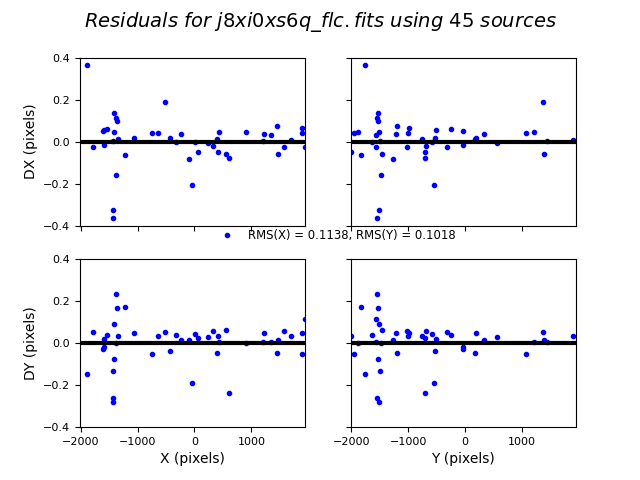 Residuals for j8xi0xs6q_flc.fits using 45 sources
0.4
0.2
0.0
−0.2
−0.4
DX (pixels)
RMS(X) = 0.1138, RMS(Y) = 0.1018
0.4
0.2
0.0
−0.2
−0.4
DY (pixels)
−2000 −1000 0 1000
X (pixels)
−2000 −1000 0 1000
Y (pixels)